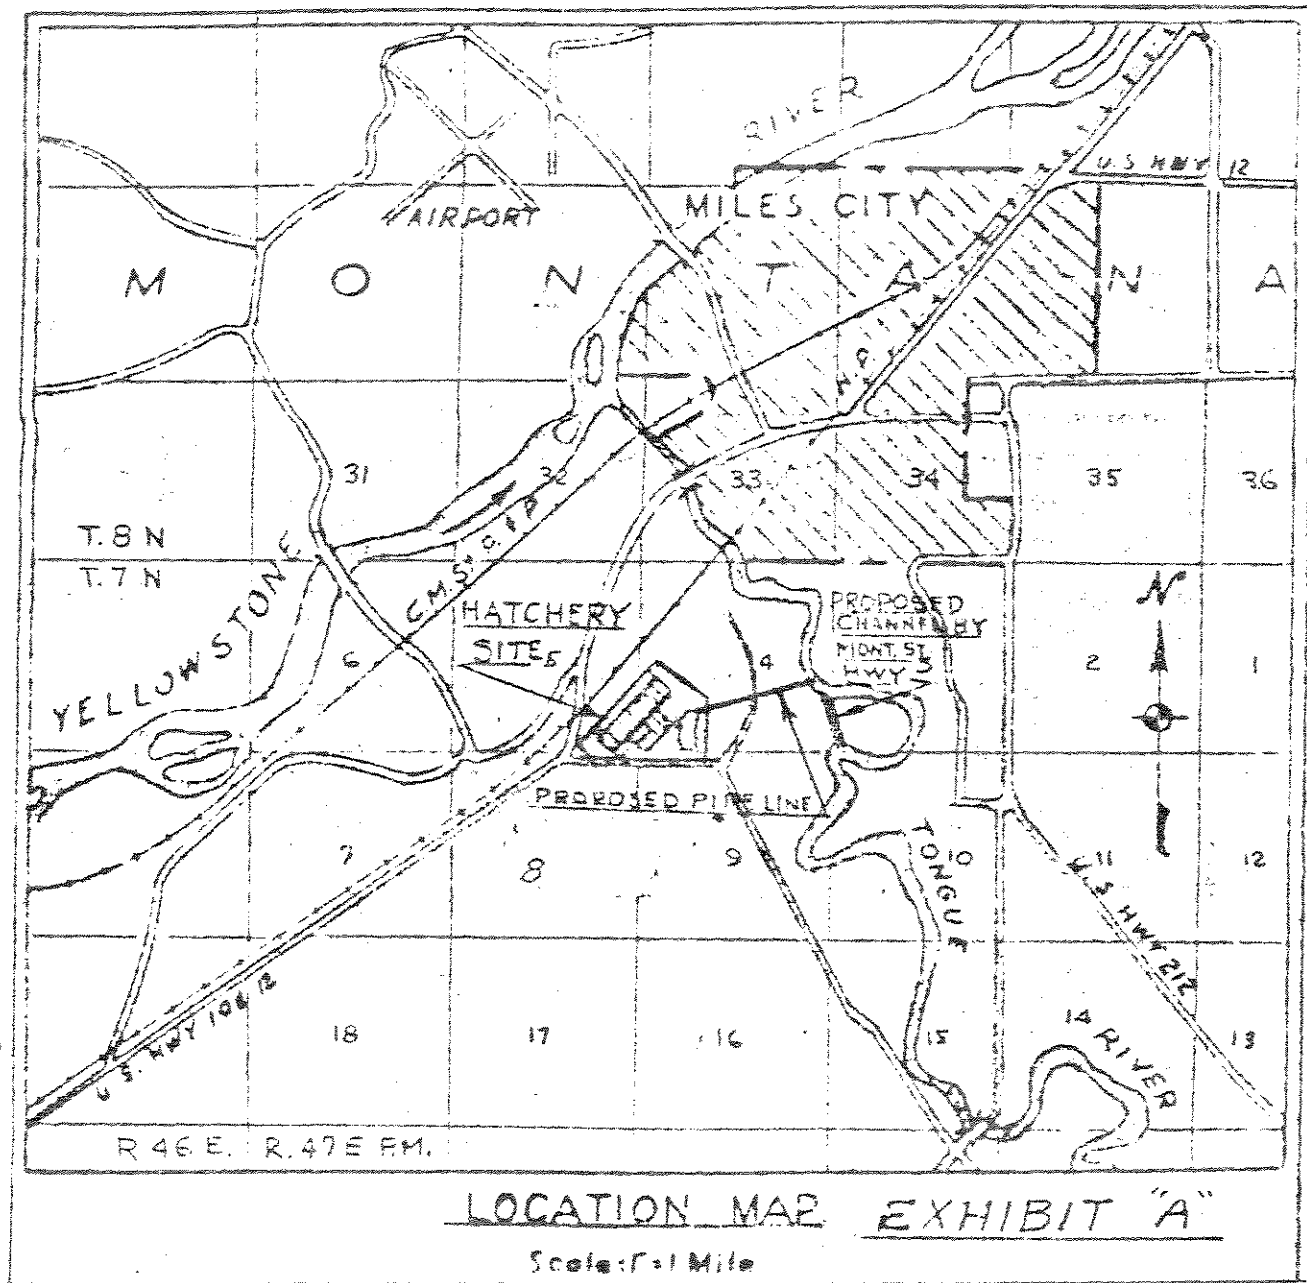 RIVER
U.S HWY 12
AIRPORT
MILES CITY
M O N T A N A
N.P.
31
32
33
34
35
36
T. 8 N
T. 7 N
YELLOWSTONE
C.M.ST.P. & P.
HATCHERY
SITE
PROPOSED
CHANNEL BY
MONT. ST.
HWY
N
6
4
2
1
PROPOSED PIPE LINE
7
8
9
10
11
12
TONGUE
U.S HWY 212
U.S. HWY 10 & 12
18
17
16
15
14
13
RIVER
R 46 E. R. 47 E P.M.
LOCATION MAP EXHIBIT "A"
Scale: 1"=1 Mile